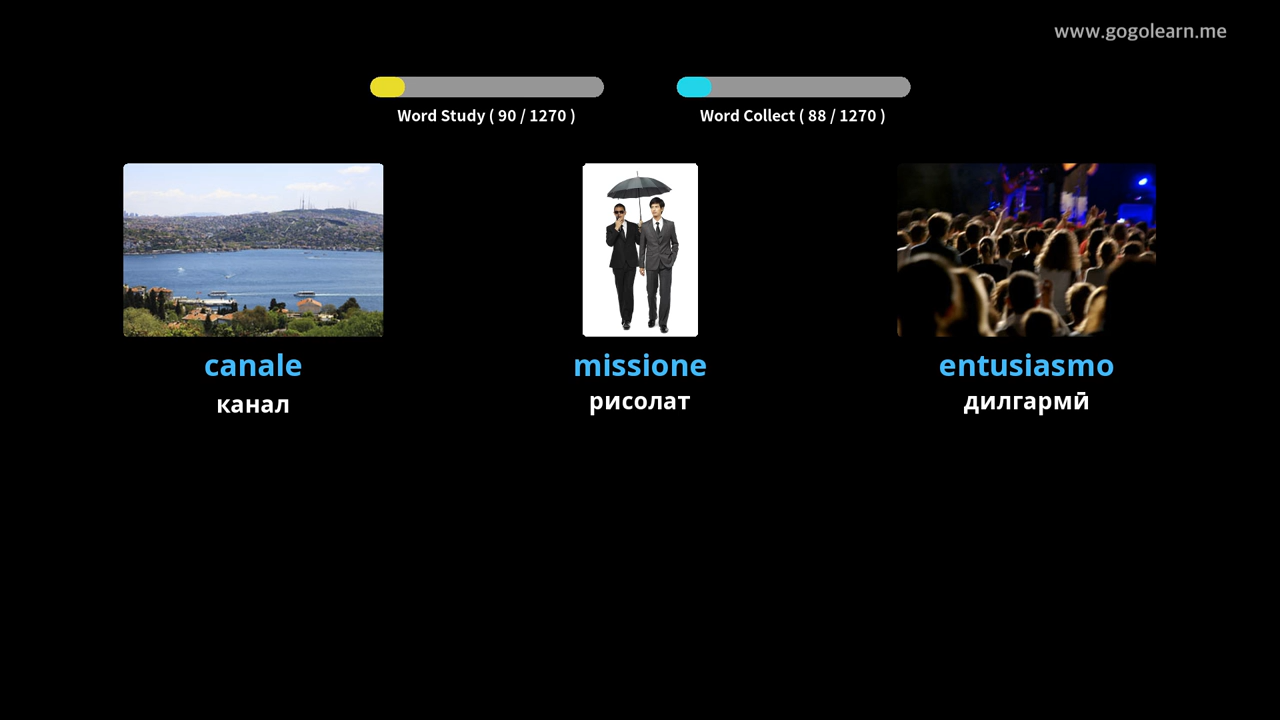 www.gogolearn.me
Word Study ( 90 / 1270 )
Word Collect ( 88 / 1270 )
canale
missione
entusiasmo
канал
рисолат
дилгармӣ